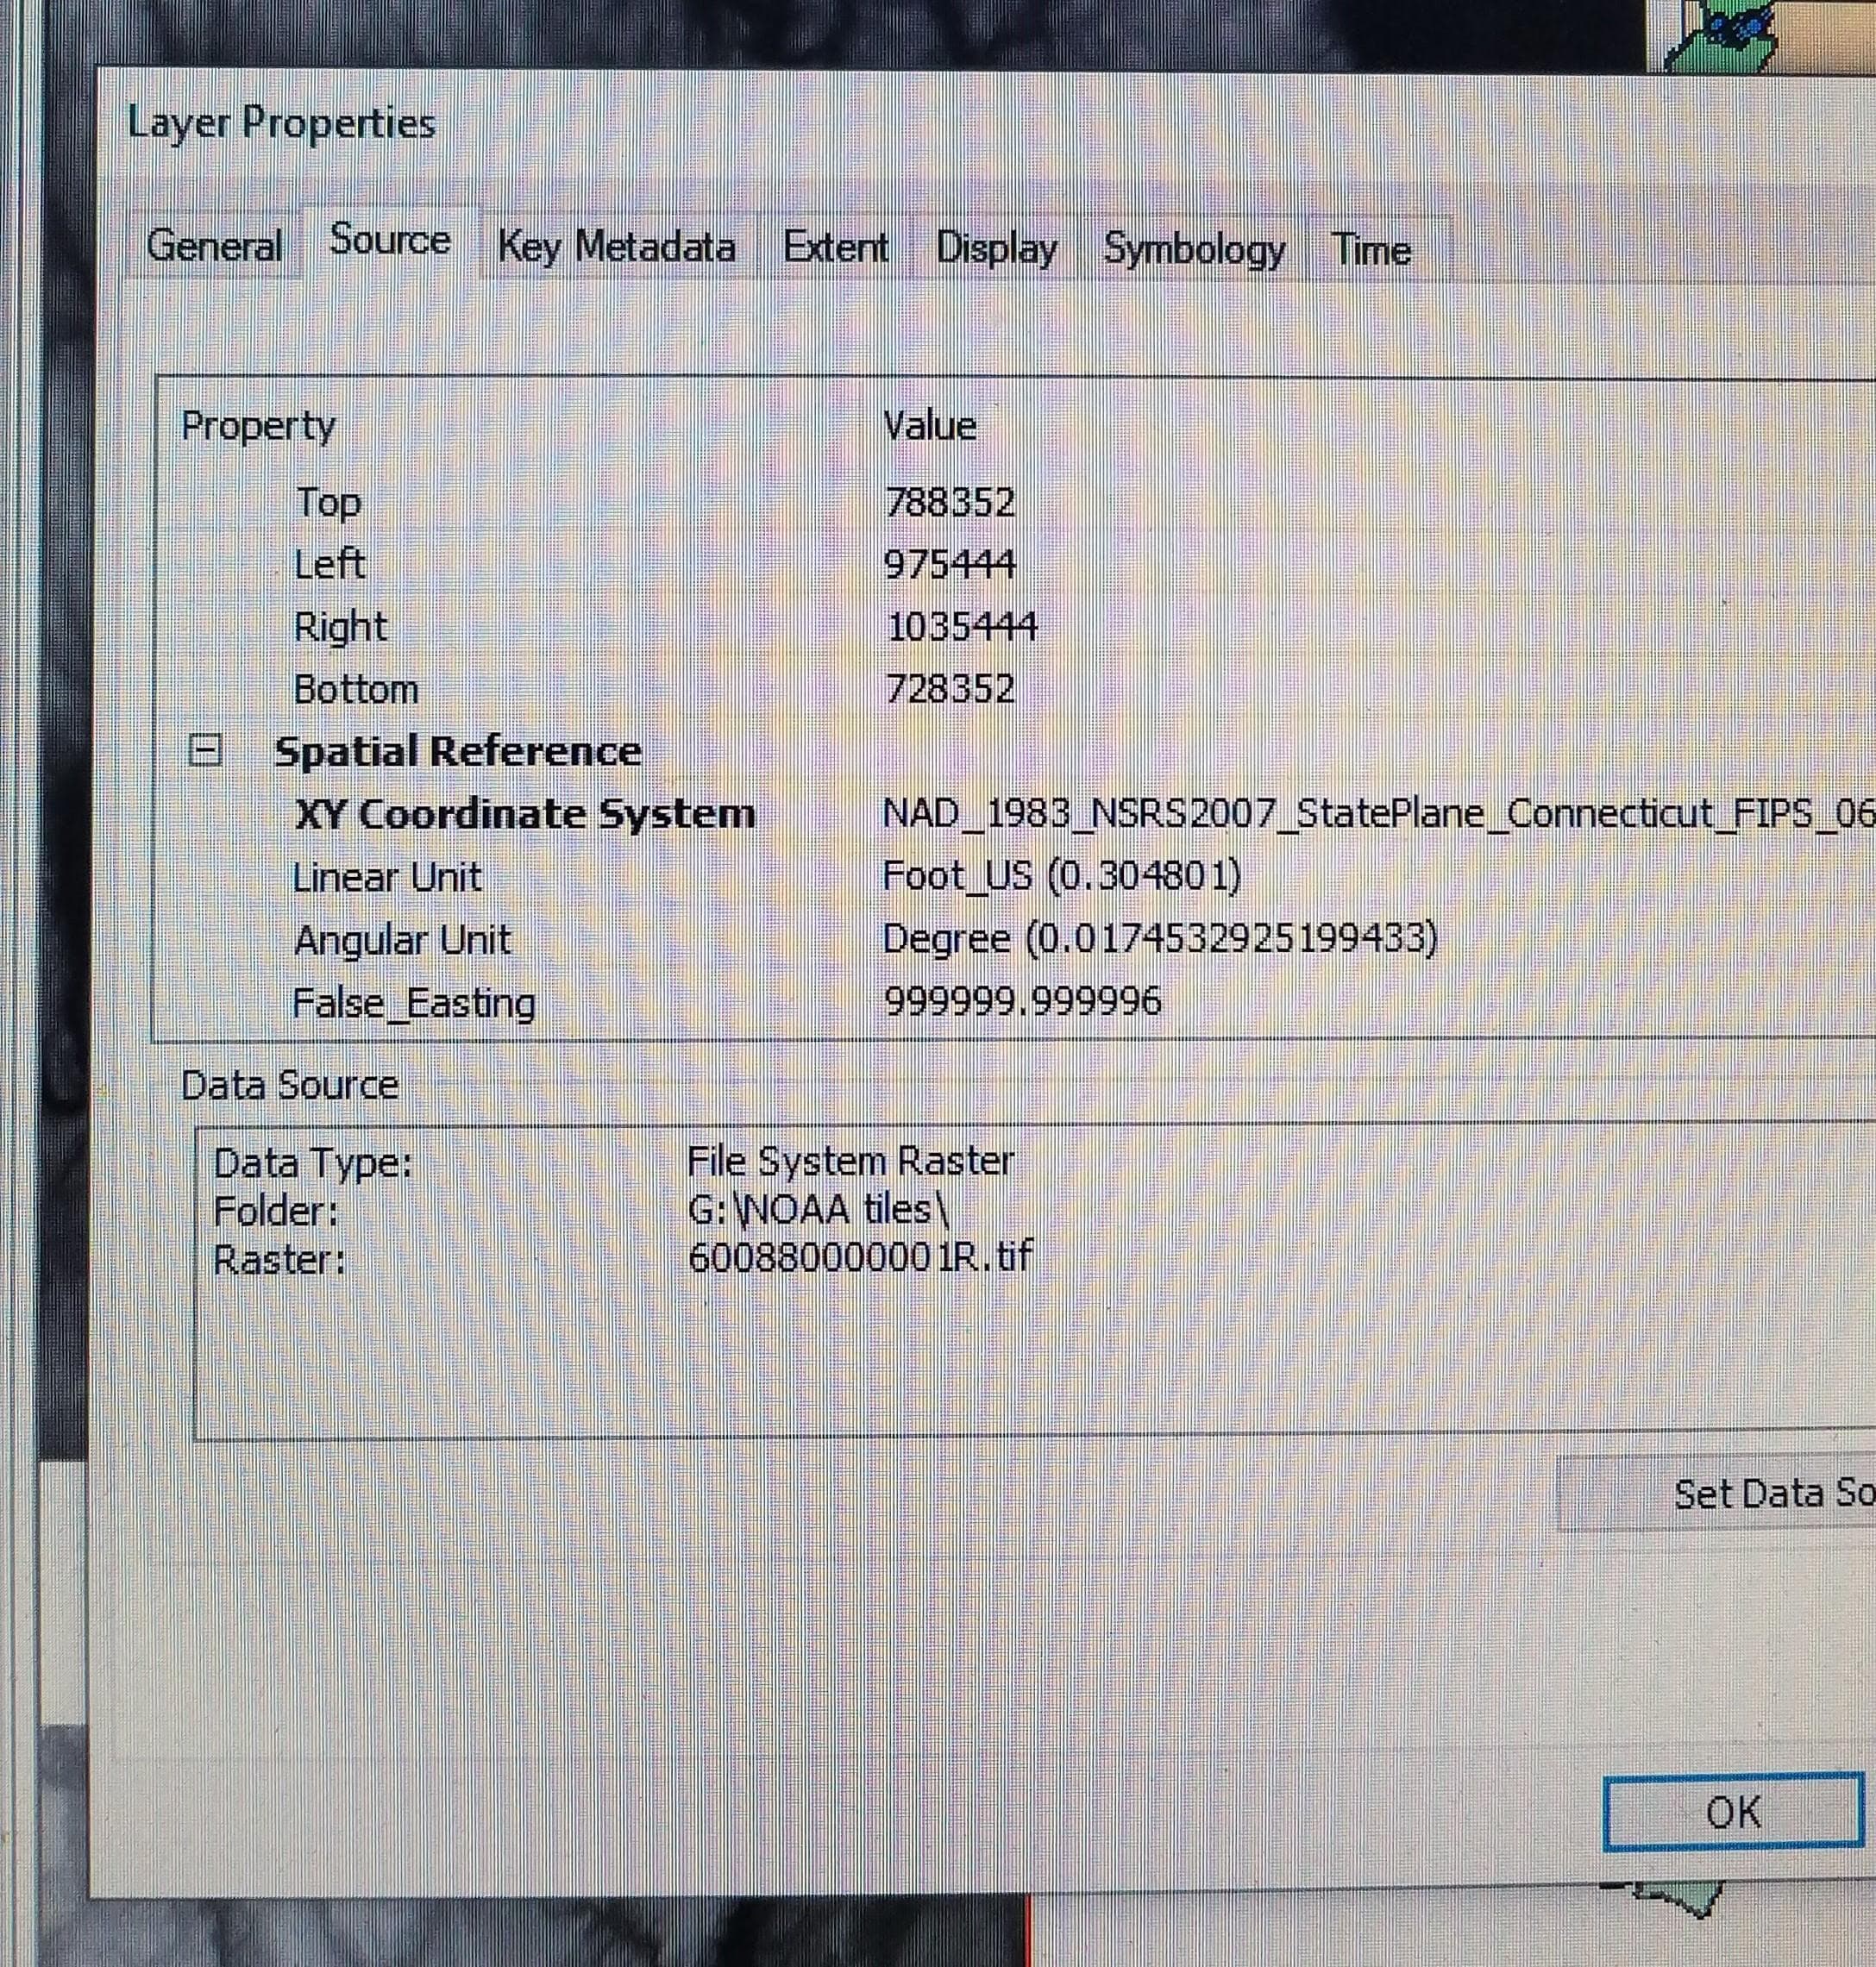 Layer Properties
General Source Key Metadata Extent Display Symbology Time
Property Value
Top 788352
Left 975444
Right 1035444
Bottom 728352
Spatial Reference
XY Coordinate System NAD_1983_NSRS2007_StatePlane_Connecticut_FIPS_06
Linear Unit Foot_US (0.304801)
Angular Unit Degree (0.0174532925199433)
False_Easting 999999.999996
Data Source
Data Type: File System Raster
Folder: G:\NOAA tiles\
Raster: 60088000000 1R.tif
Set Data So
OK